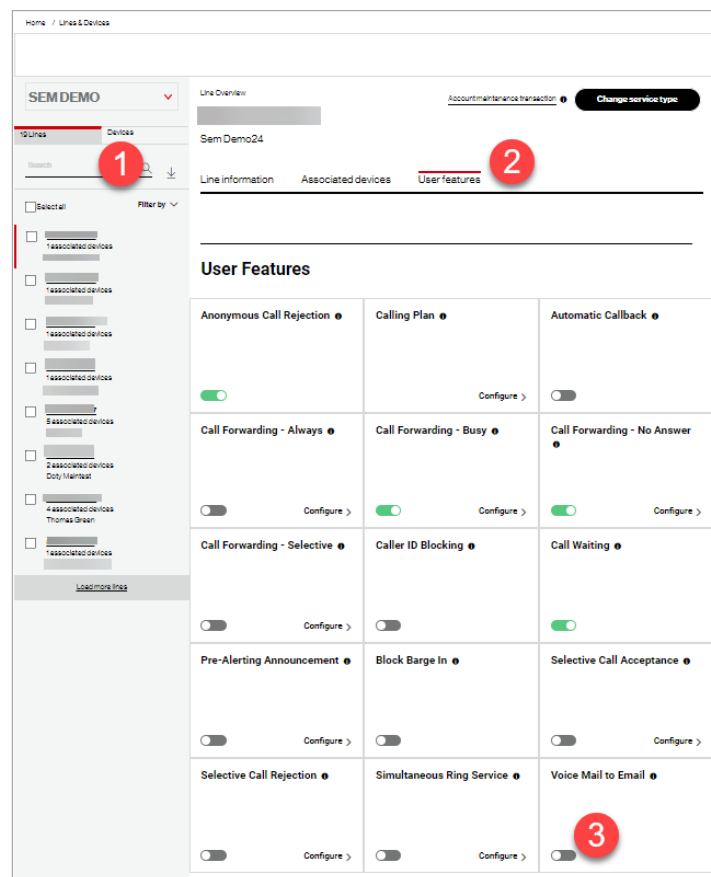 Home / Lines & Devices
SEM DEMO
19 Lines
Devices
Search
1
Select all
Filter by
1 associated devices
1 associated devices
1 associated devices
1 associated devices
5 associated devices
2 associated devices
Doty Maintest
4 associated devices
Thomas Green
1 associated devices
Load more lines
Line Overview
Account maintenance transaction
Change service type
Sem Demo24
2
Line information
Associated devices
User features
User Features
Anonymous Call Rejection
Calling Plan
Configure
Automatic Callback
Call Forwarding - Always
Configure
Call Forwarding - Busy
Configure
Call Forwarding - No Answer
Configure
Call Forwarding - Selective
Configure
Caller ID Blocking
Call Waiting
Pre-Alerting Announcement
Configure
Block Barge In
Selective Call Acceptance
Configure
Selective Call Rejection
Configure
Simultaneous Ring Service
Configure
Voice Mail to Email
3